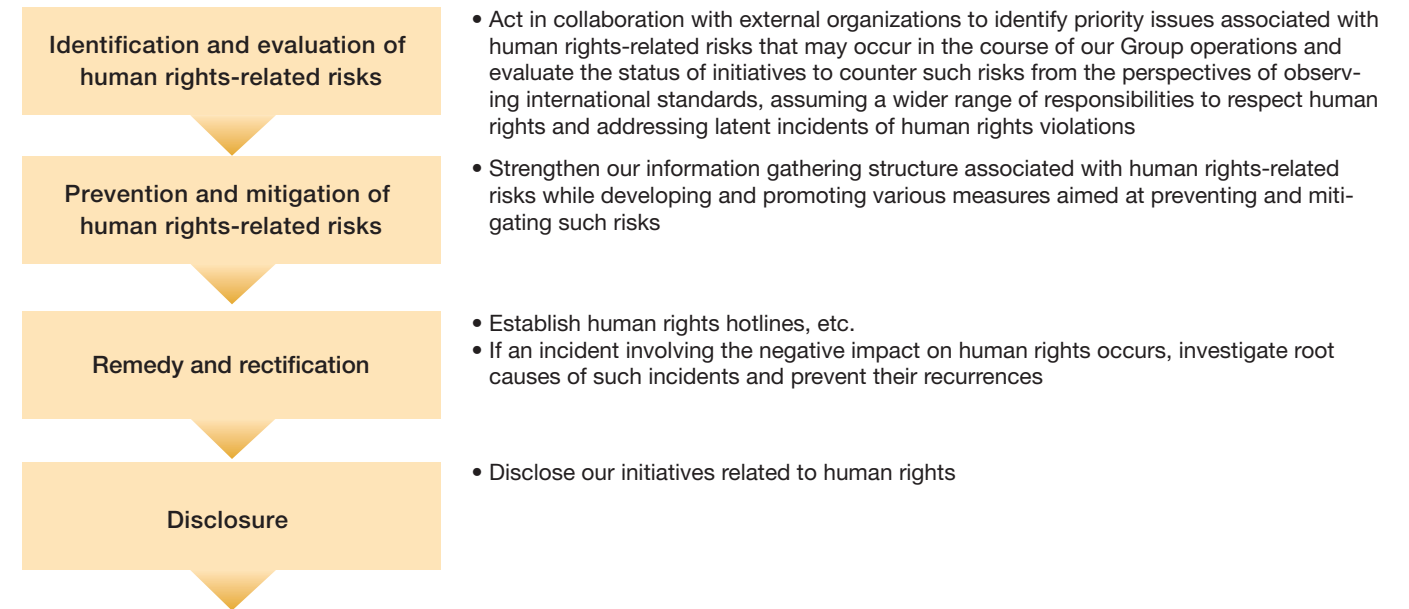 Identification and evaluation of
human rights-related risks
• Act in collaboration with external organizations to identify priority issues associated with
human rights-related risks that may occur in the course of our Group operations and
evaluate the status of initiatives to counter such risks from the perspectives of observ-
ing international standards, assuming a wider range of responsibilities to respect human
rights and addressing latent incidents of human rights violations
Prevention and mitigation of
human rights-related risks
• Strengthen our information gathering structure associated with human rights-related
risks while developing and promoting various measures aimed at preventing and miti-
gating such risks
Remedy and rectification
• Establish human rights hotlines, etc.
• If an incident involving the negative impact on human rights occurs, investigate root
causes of such incidents and prevent their recurrences
Disclosure
• Disclose our initiatives related to human rights